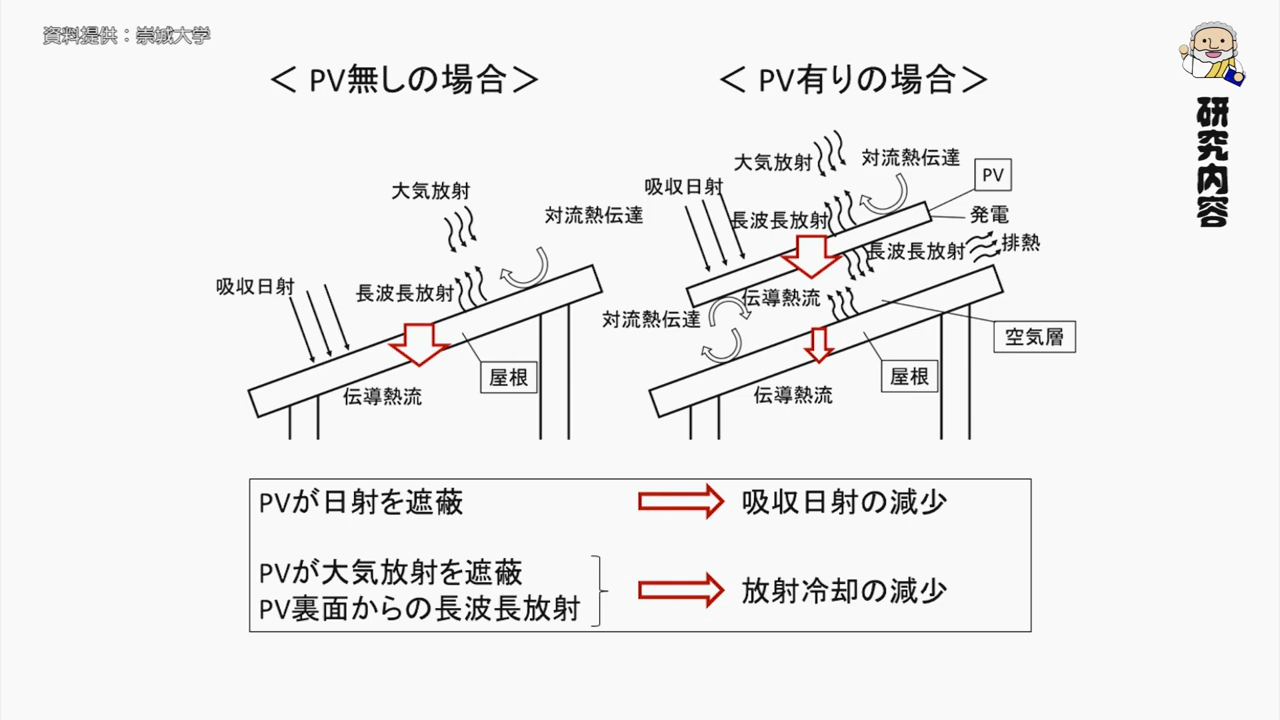 資料提供：崇城大学
研究内容
＜ PV無しの場合＞
大気放射
対流熱伝達
吸収日射
長波長放射
屋根
伝導熱流
＜ PV有りの場合＞
大気放射
対流熱伝達
吸収日射
PV
長波長放射
発電
長波長放射
排熱
伝導熱流
対流熱伝達
空気層
屋根
伝導熱流
PVが日射を遮蔽
吸収日射の減少
PVが大気放射を遮蔽
PV裏面からの長波長放射
放射冷却の減少